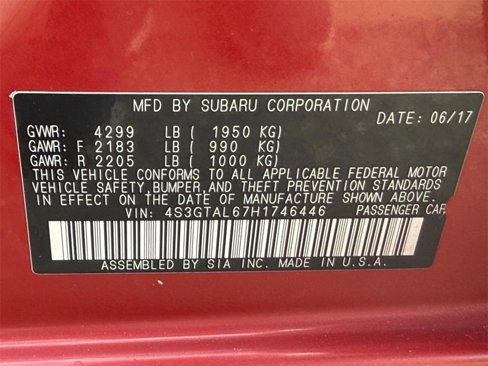 MFD BY SUBARU CORPORATION
DATE: 06/17
GVWR: 4299 LB ( 1950 KG)
GAWR: F 2183 LB ( 990 KG)
GAWR: R 2205 LB ( 1000 KG)
THIS VEHICLE CONFORMS TO ALL APPLICABLE FEDERAL MOTOR
VEHICLE SAFETY, BUMPER, AND THEFT PREVENTION STANDARDS
IN EFFECT ON THE DATE OF MANUFACTURE SHOWN ABOVE.
VIN: 4S3GTAL67H1746446 PASSENGER CAR
ASSEMBLED BY SIA INC. MADE IN U.S.A.